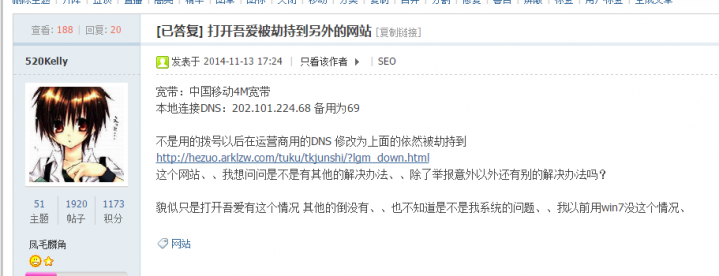 查看: 188 | 回复: 20
[已答复] 打开吾爱被劫持到另外的网站 [复制链接]
520Kelly
发表于 2014-11-13 17:24 | 只看该作者 | SEO
宽带：中国移动4M宽带
本地连接DNS：202.101.224.68 备用为69
不是用的拨号以后在运营商用的DNS 修改为上面的依然被劫持到
http://hezuo.arklzw.com/tuku/tkjunshi/?lgm_down.html
这个网站、、我想问问是不是有其他的解决办法、、除了举报意外以外还有别的解决办法吗?
貌似只是打开吾爱有这个情况 其他的倒没有、、也不知道是不是我系统的问题、、我以前用win7没这个情况、
51 1920 1173
主题 帖子 积分
凤毛麟角
网站